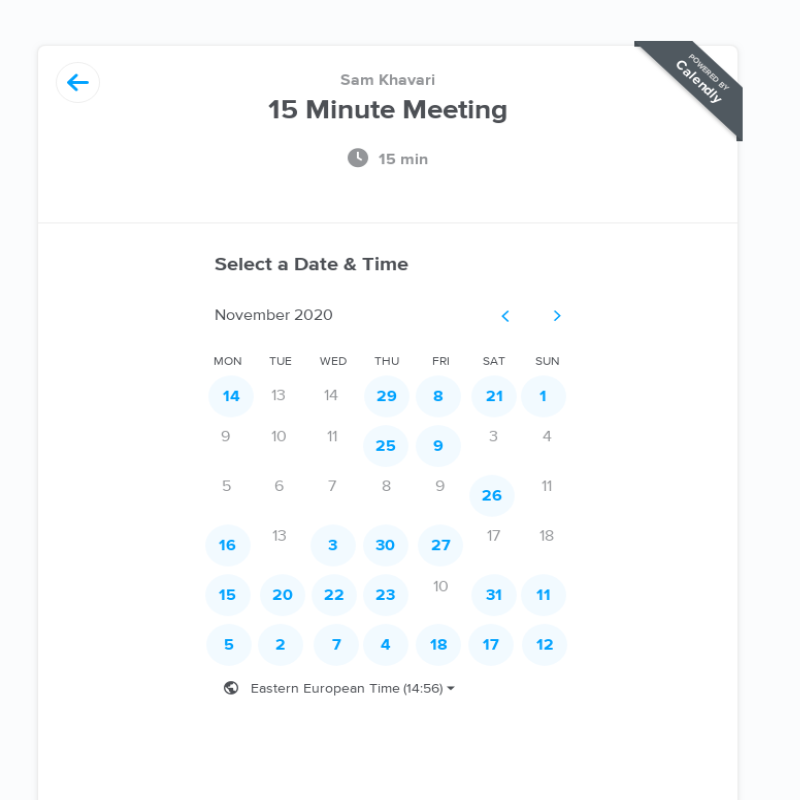 Sam Khavari
15 Minute Meeting
POWERED BY
Calendly
15 min
Select a Date & Time
November 2020
MON TUE WED THU FRI SAT SUN
14 13 14 29 8 21 1
9 10 11 25 9 3 4
5 6 7 8 9 26 11
16 13 3 30 27 17 18
15 20 22 23 10 31 11
5 2 7 4 18 17 12
Eastern European Time (14:56)